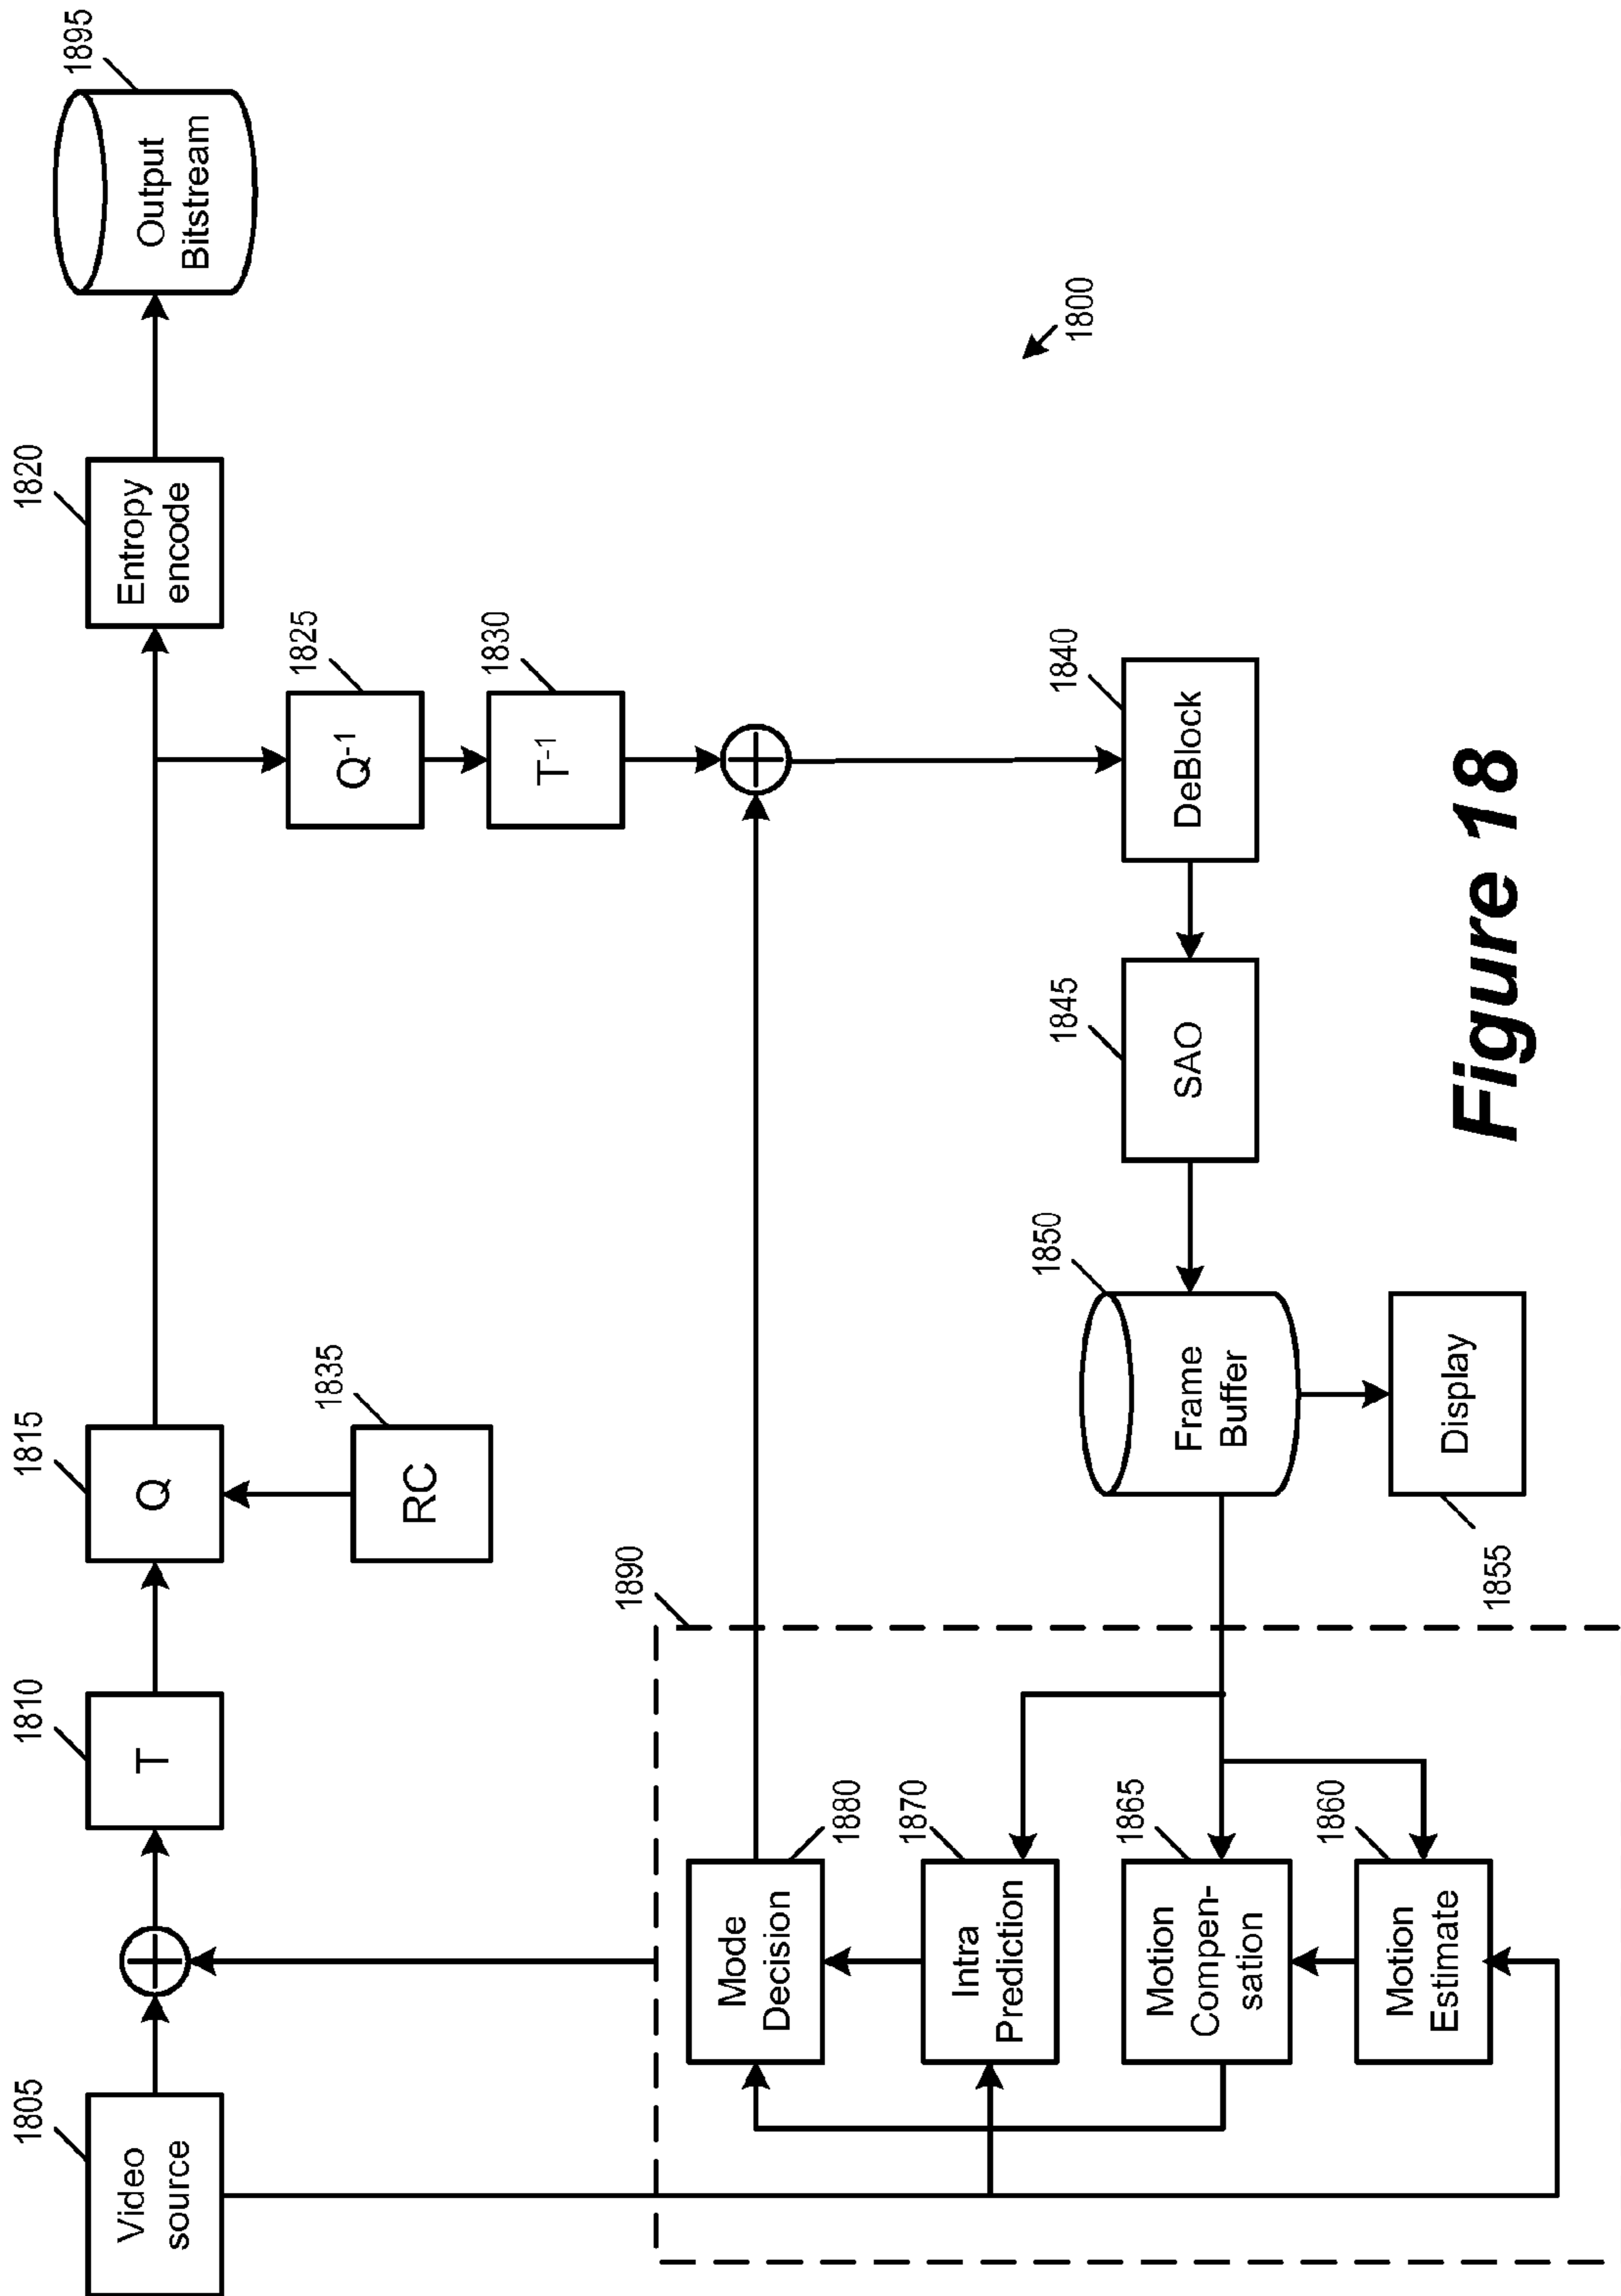 1805
Video
source
1810
T
1815
Q
1835
RC
1820
Entropy
encode
1895
Output
Bitstream
1825
Q-1
1830
T-1
1890
1880
Mode
Decision
1870
Intra
Prediction
1865
Motion
Compen-
sation
1860
Motion
Estimate
1850
Frame
Buffer
1855
Display
1845
SAO
1840
DeBlock
1800
Figure 18